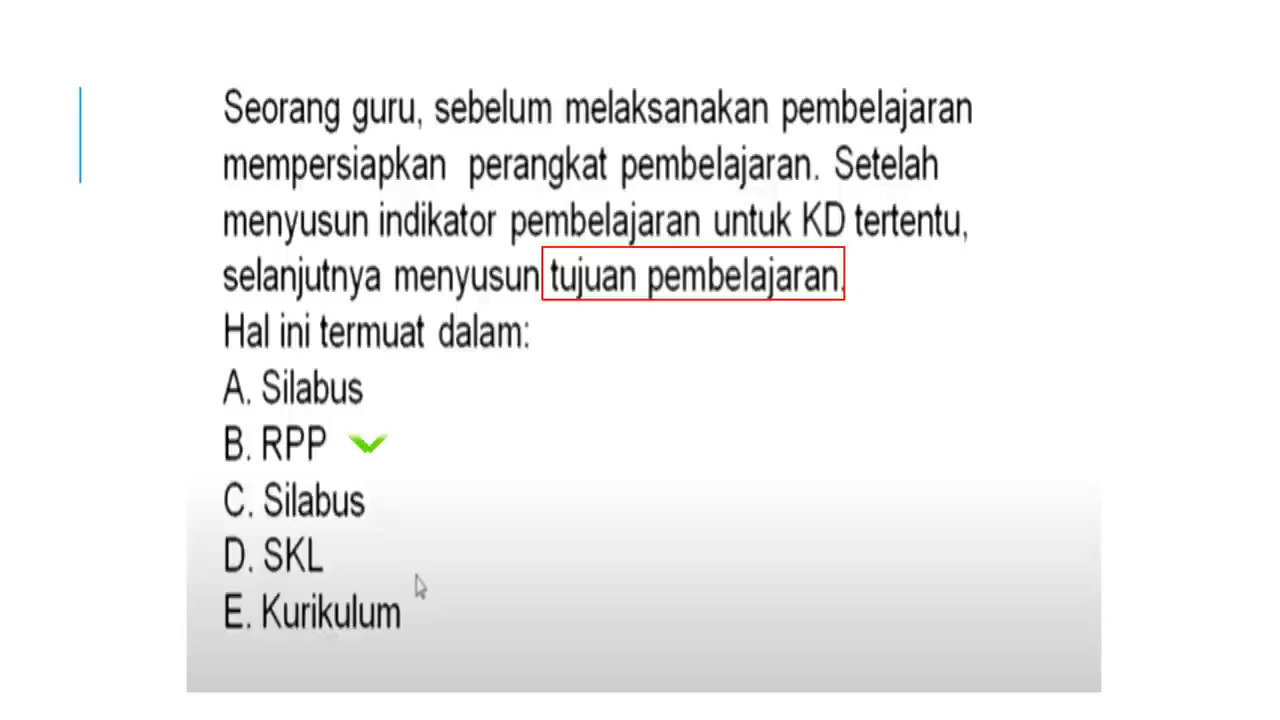 Seorang guru, sebelum melaksanakan pembelajaran
mempersiapkan perangkat pembelajaran. Setelah
menyusun indikator pembelajaran untuk KD tertentu,
selanjutnya menyusun tujuan pembelajaran.
Hal ini termuat dalam:
A. Silabus
B. RPP
C. Silabus
D. SKL
E. Kurikulum